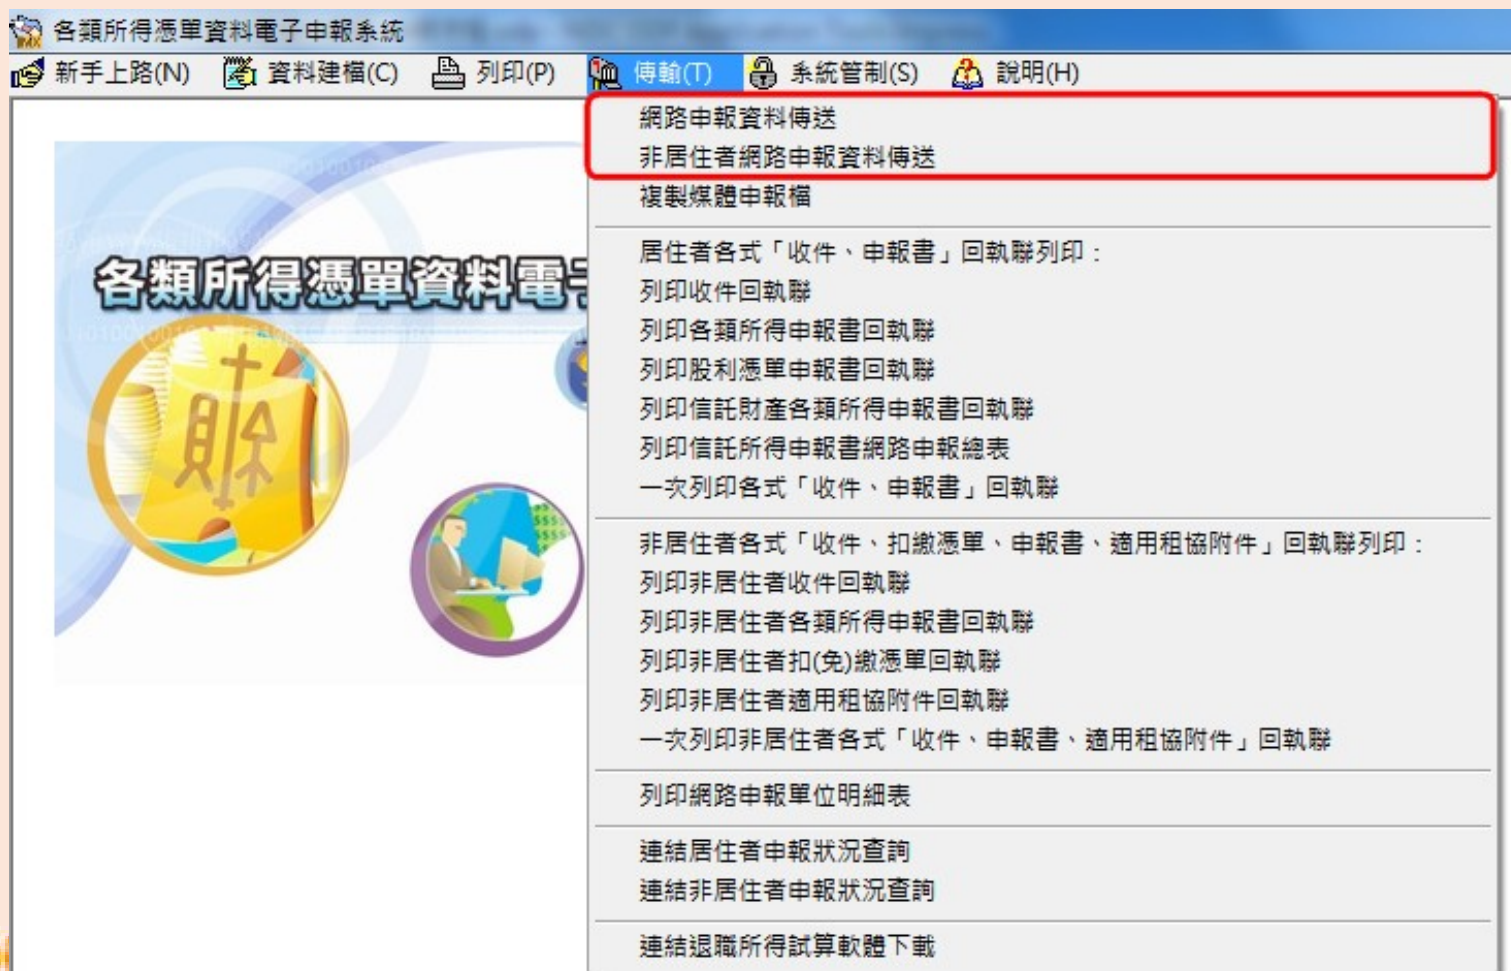 各類所得憑單資料電子申報系統
新手上路(N) 資料建檔(C) 列印(P) 傳輸(T) 系統管制(S) 說明(H)
網路申報資料傳送
非居住者網路申報資料傳送
複製媒體申報檔
居住者各式「收件、申報書」回執聯列印：
列印收件回執聯
列印各類所得申報書回執聯
列印股利憑單申報書回執聯
列印信託財產各類所得申報書回執聯
列印信託所得申報書網路申報總表
一次列印各式「收件、申報書」回執聯
非居住者各式「收件、扣繳憑單、申報書、適用租協附件」回執聯列印：
列印非居住者收件回執聯
列印非居住者各類所得申報書回執聯
列印非居住者扣(免)繳憑單回執聯
列印非居住者適用租協附件回執聯
一次列印非居住者各式「收件、申報書、適用租協附件」回執聯
列印網路申報單位明細表
連結居住者申報狀況查詢
連結非居住者申報狀況查詢
連結退職所得試算軟體下載
各類所得憑單資料電